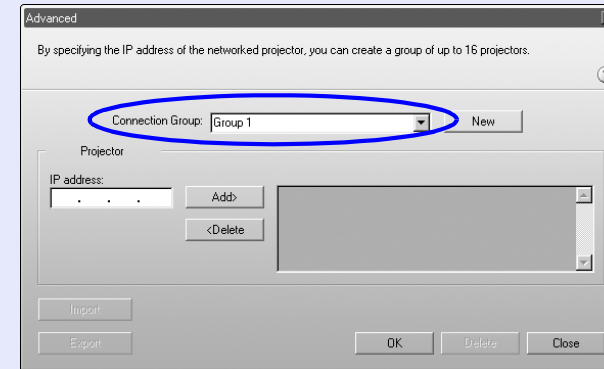 Advanced
By specifying the IP address of the networked projector, you can create a group of up to 16 projectors.
Connection Group: Group 1 New
Projector
IP address:
. . .
Add>
<Delete
Import
Export OK Delete Close